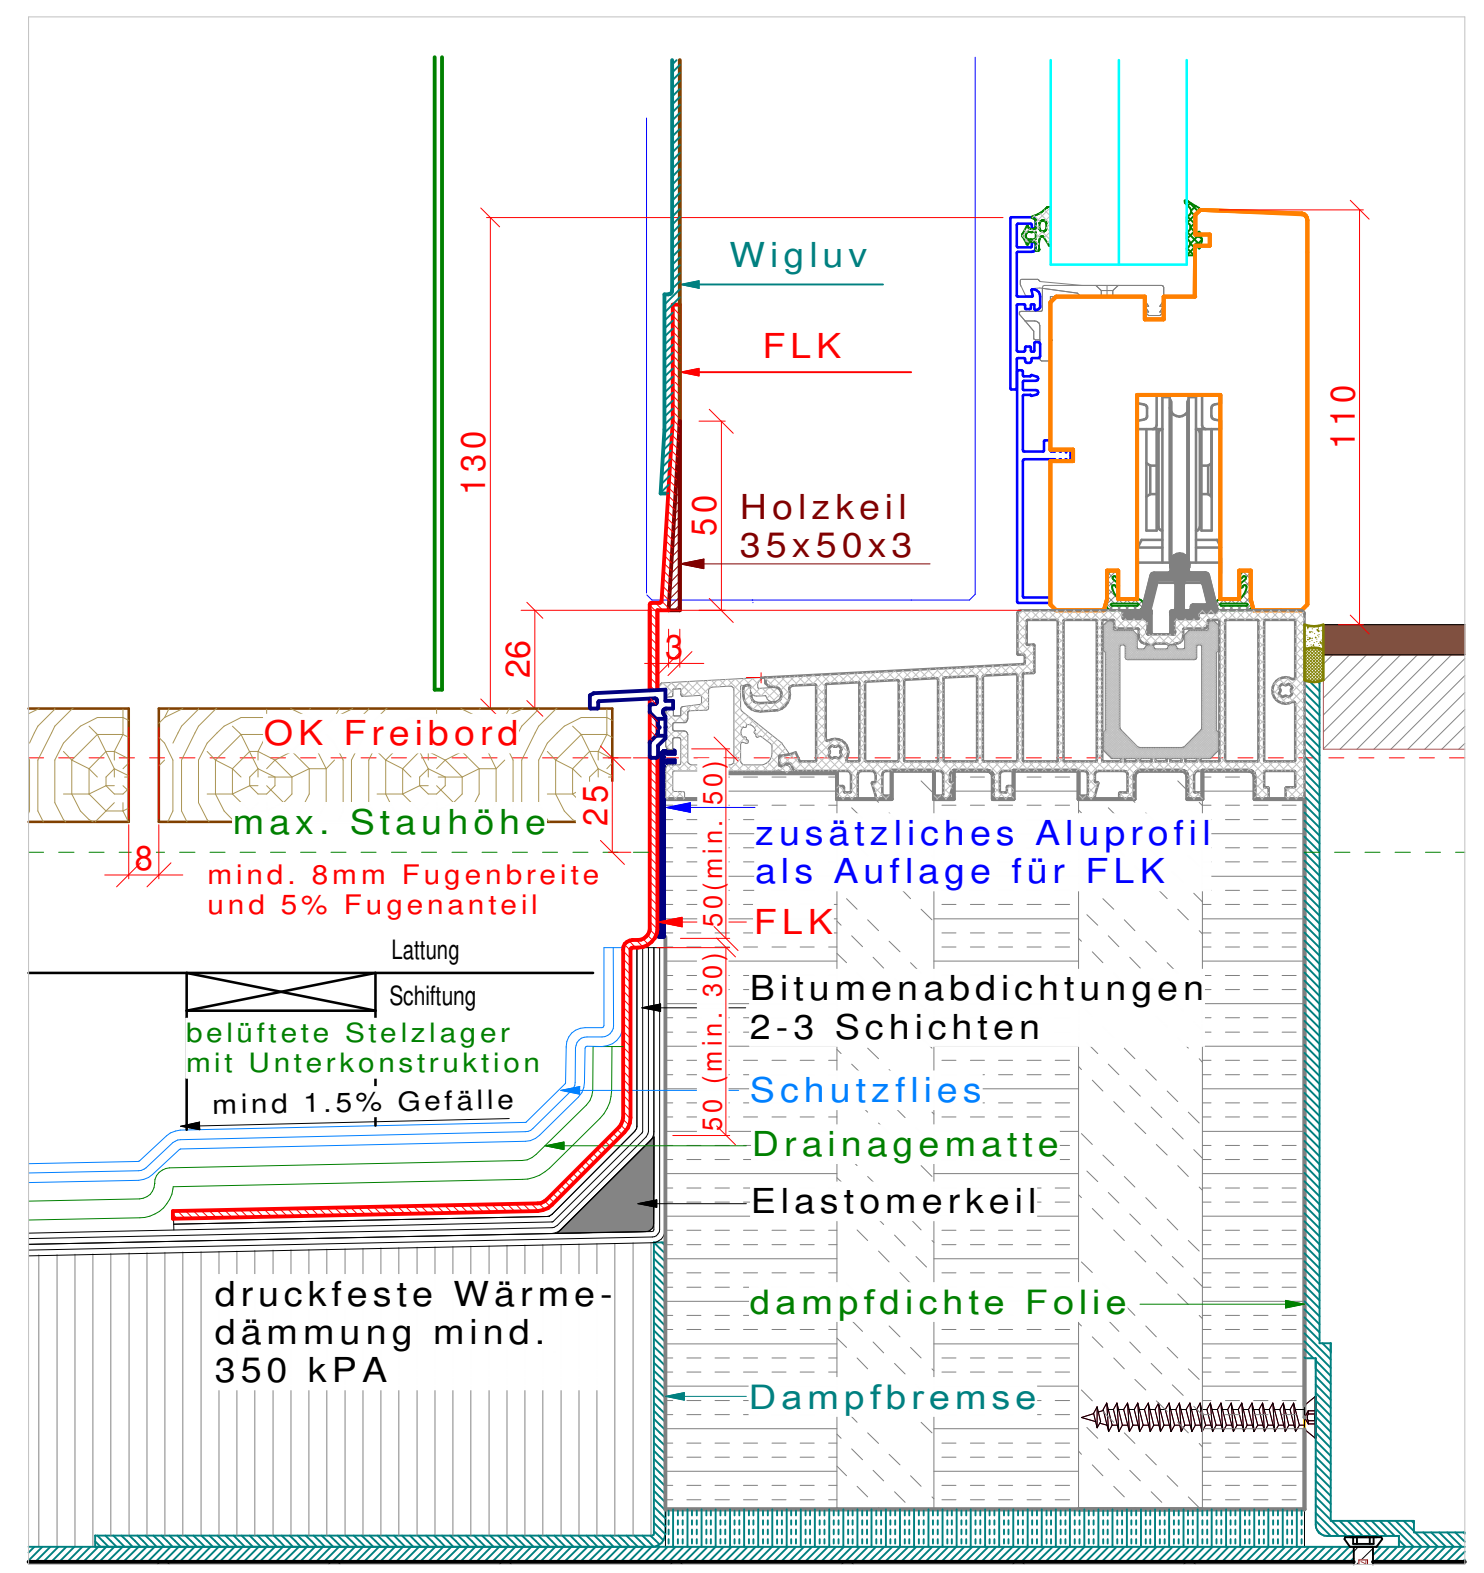 Wigluv
FLK
130
110
50
Holzkeil
35x50x3
26
3
OK Freibord
25
50(min. 50)
max. Stauhöhe
zusätzliches Aluprofil
als Auflage für FLK
8
mind. 8mm Fugenbreite
und 5% Fugenanteil
FLK
Lattung
50 (min. 30)
Schiftung
Bitumenabdichtungen
2-3 Schichten
belüftete Stelzlager
mit Unterkonstruktion
mind 1.5% Gefälle
Schutzflies
Drainagematte
Elastomerkeil
druckfeste Wärme-
dämmung mind.
350 kPA
dampfdichte Folie
Dampfbremse